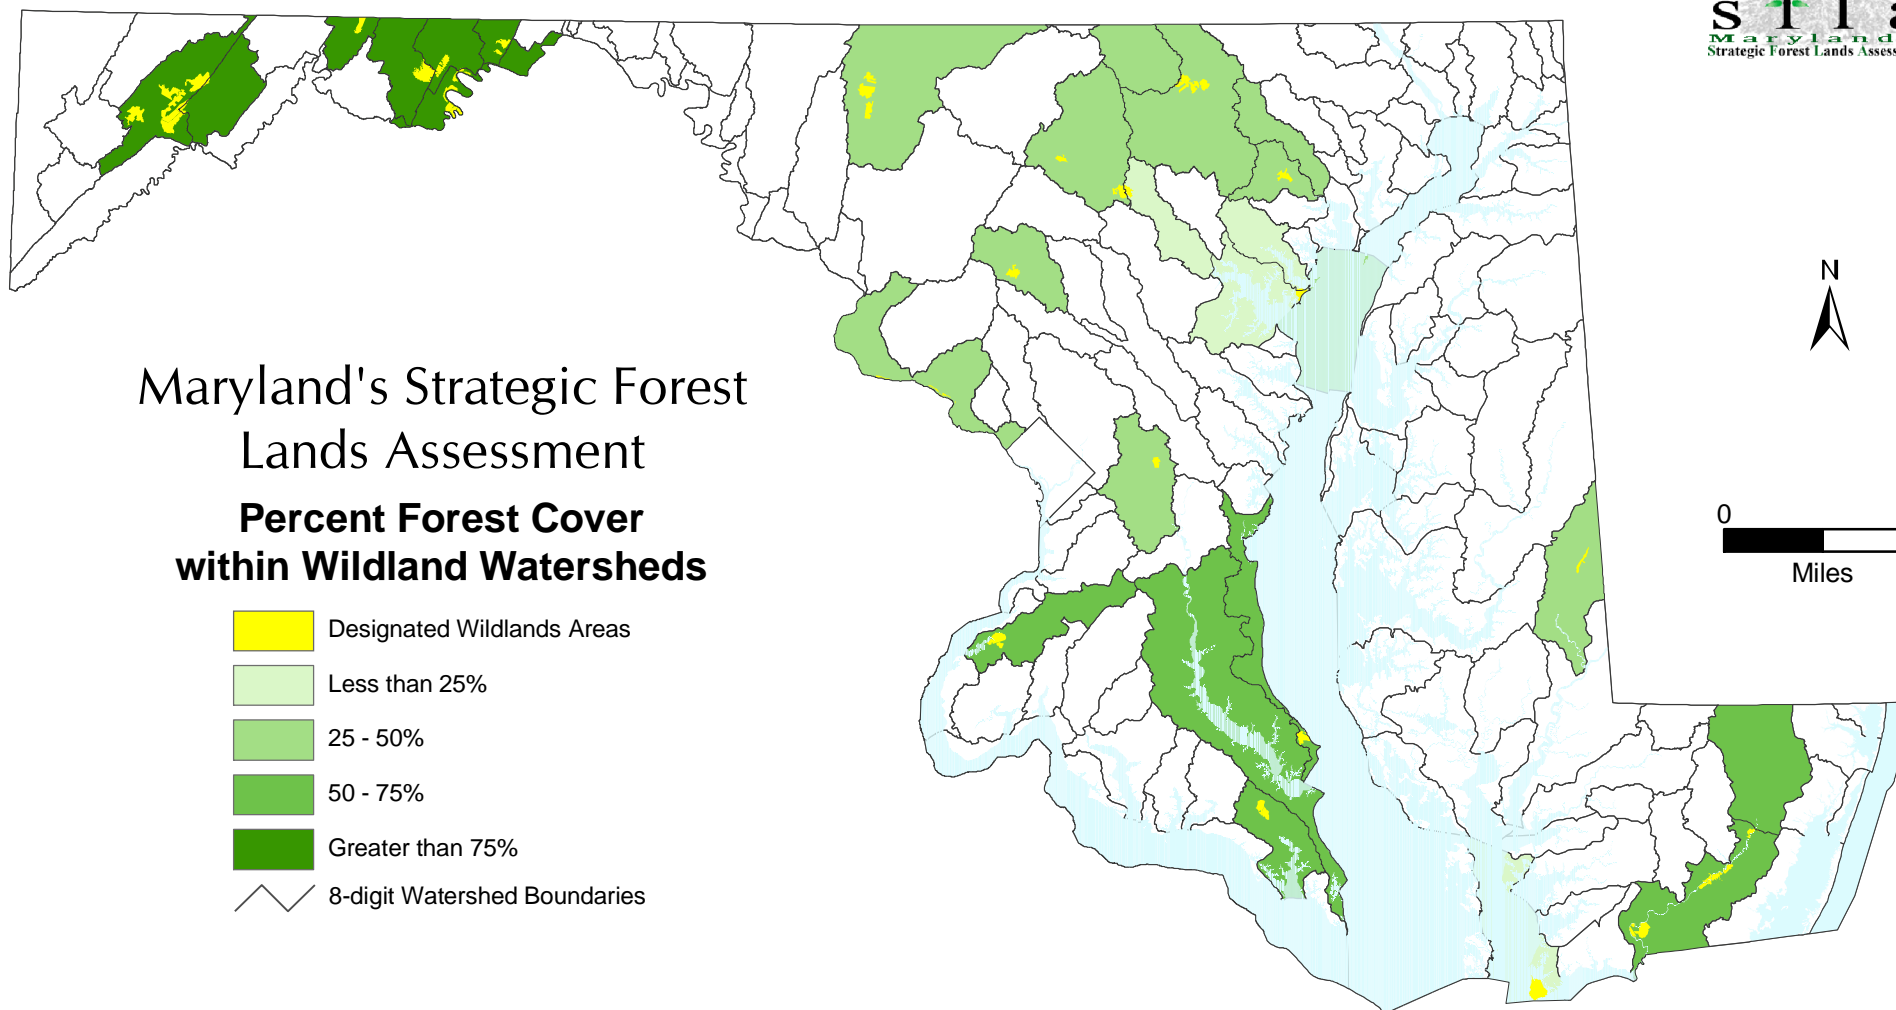 Maryland
Strategic Forest Lands Assess
N
Maryland's Strategic Forest
Lands Assessment
Percent Forest Cover
within Wildland Watersheds
0
Miles
Designated Wildlands Areas
Less than 25%
25 - 50%
50 - 75%
Greater than 75%
8-digit Watershed Boundaries